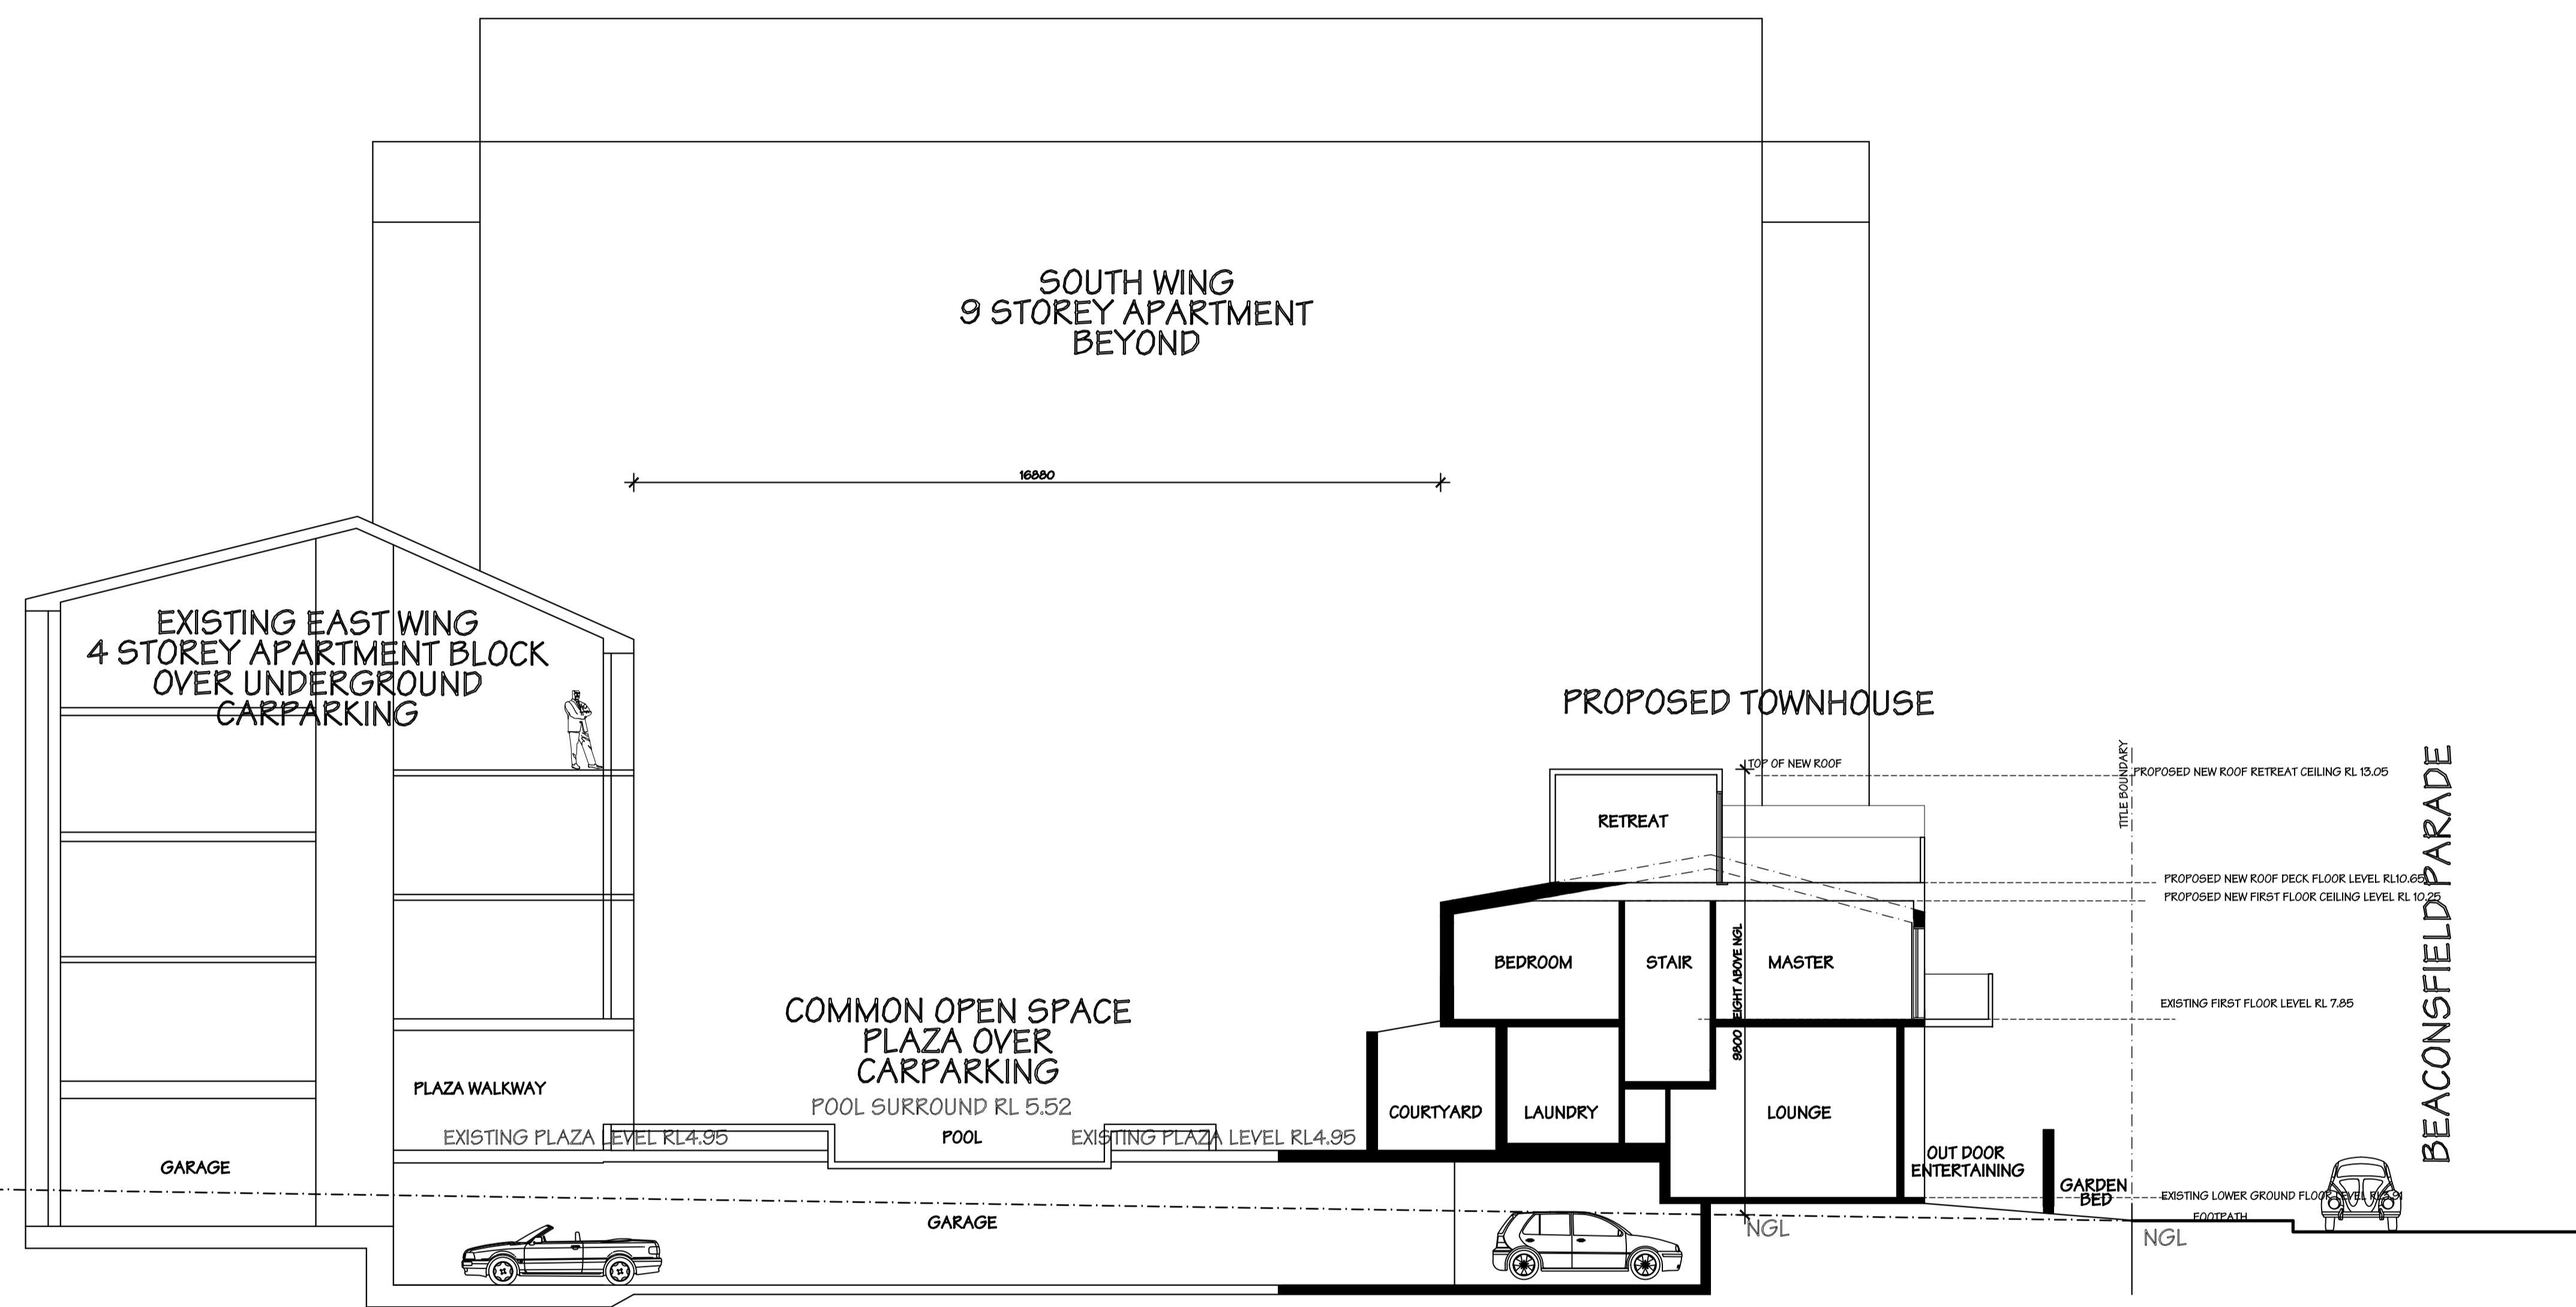 SOUTH WING
9 STOREY APARTMENT
BEYOND
16880
EXISTING EAST WING
4 STOREY APARTMENT BLOCK
OVER UNDERGROUND
CARPARKING
PROPOSED TOWNHOUSE
TITLE BOUNDARY
BEACONSFIELD PARADE
TOP OF NEW ROOF
PROPOSED NEW ROOF RETREAT CEILING RL 13.05
RETREAT
PROPOSED NEW ROOF DECK FLOOR LEVEL RL10.65
PROPOSED NEW FIRST FLOOR CEILING LEVEL RL 10.25
BEDROOM
STAIR
MASTER
9800 HEIGHT ABOVE NGL
EXISTING FIRST FLOOR LEVEL RL 7.85
COMMON OPEN SPACE
PLAZA OVER
CARPARKING
PLAZA WALKWAY
POOL SURROUND RL 5.52
COURTYARD
LAUNDRY
LOUNGE
EXISTING PLAZA LEVEL RL4.95
POOL
EXISTING PLAZA LEVEL RL4.95
OUT DOOR
ENTERTAINING
GARAGE
GARDEN
BED
EXISTING LOWER GROUND FLOOR LEVEL
FOOTPATH
GARAGE
NGL
NGL